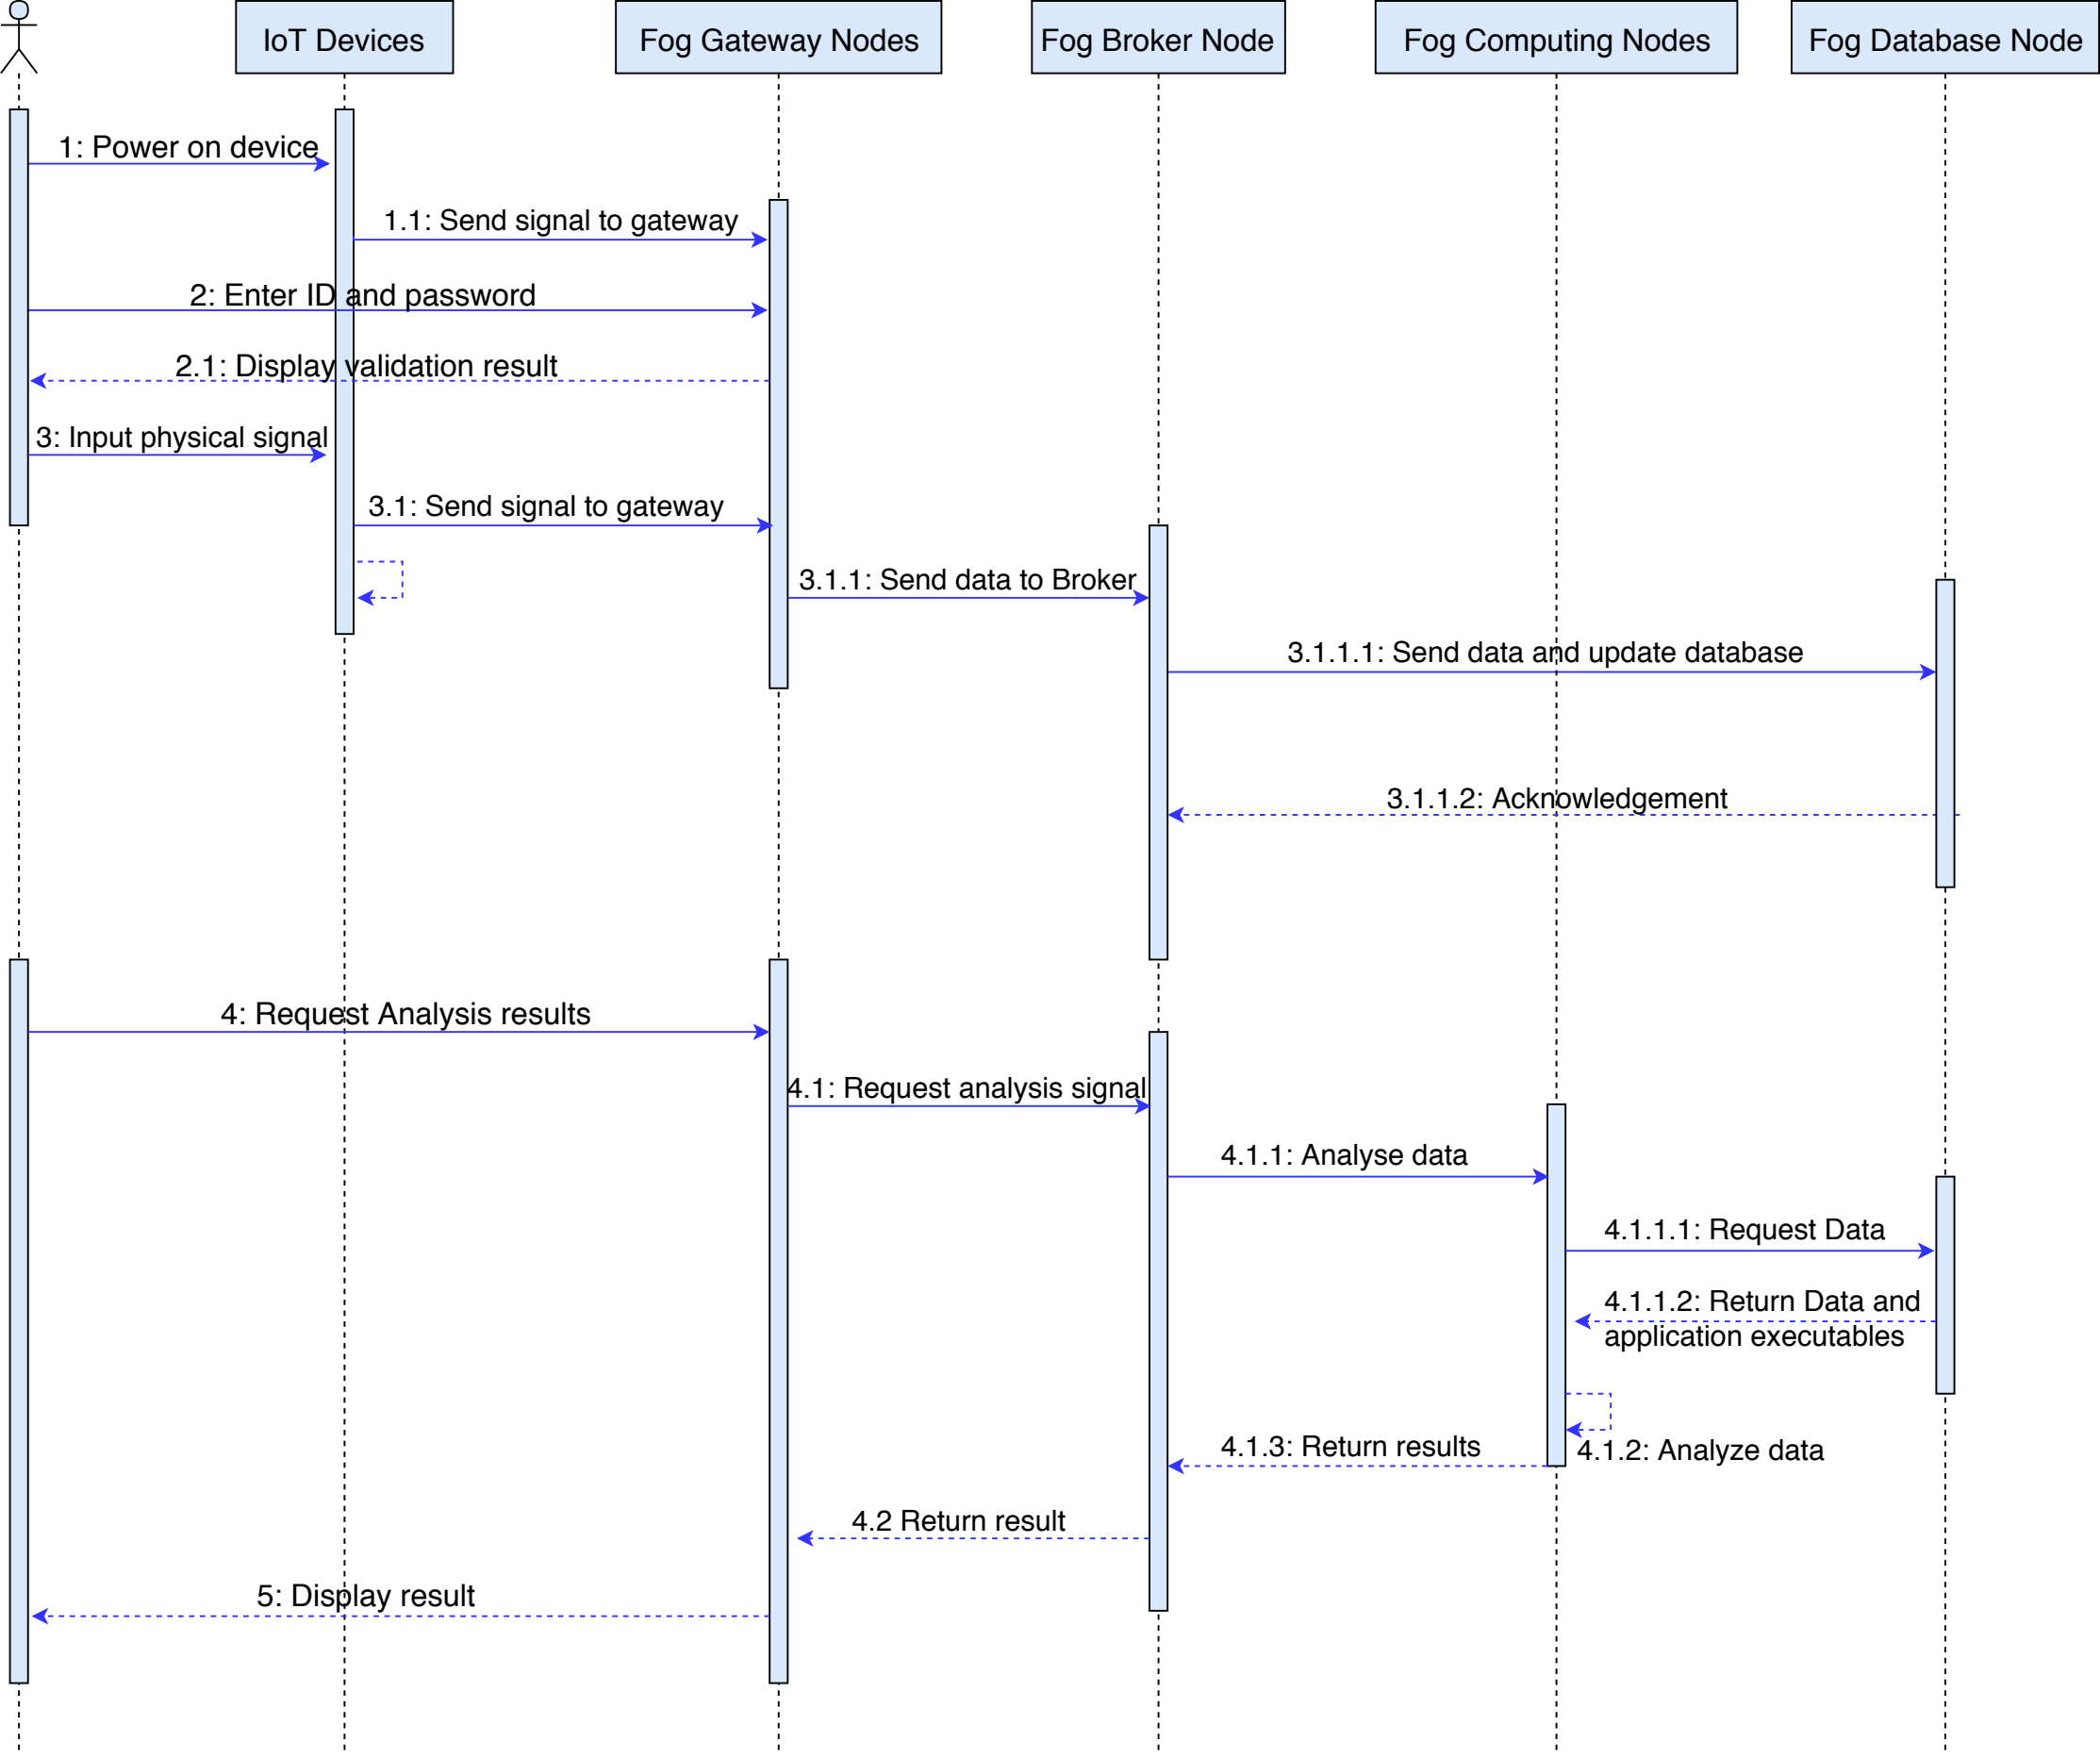 IoT Devices
Fog Gateway Nodes
Fog Broker Node
Fog Computing Nodes
Fog Database Node
1: Power on device
1.1: Send signal to gateway
2: Enter ID and password
2.1: Display validation result
3: Input physical signal
3.1: Send signal to gateway
3.1.1: Send data to Broker
3.1.1.1: Send data and update database
3.1.1.2: Acknowledgement
4: Request Analysis results
4.1: Request analysis signal
4.1.1: Analyse data
4.1.1.1: Request Data
4.1.1.2: Return Data and
application executables
4.1.3: Return results
4.1.2: Analyze data
4.2 Return result
5: Display result